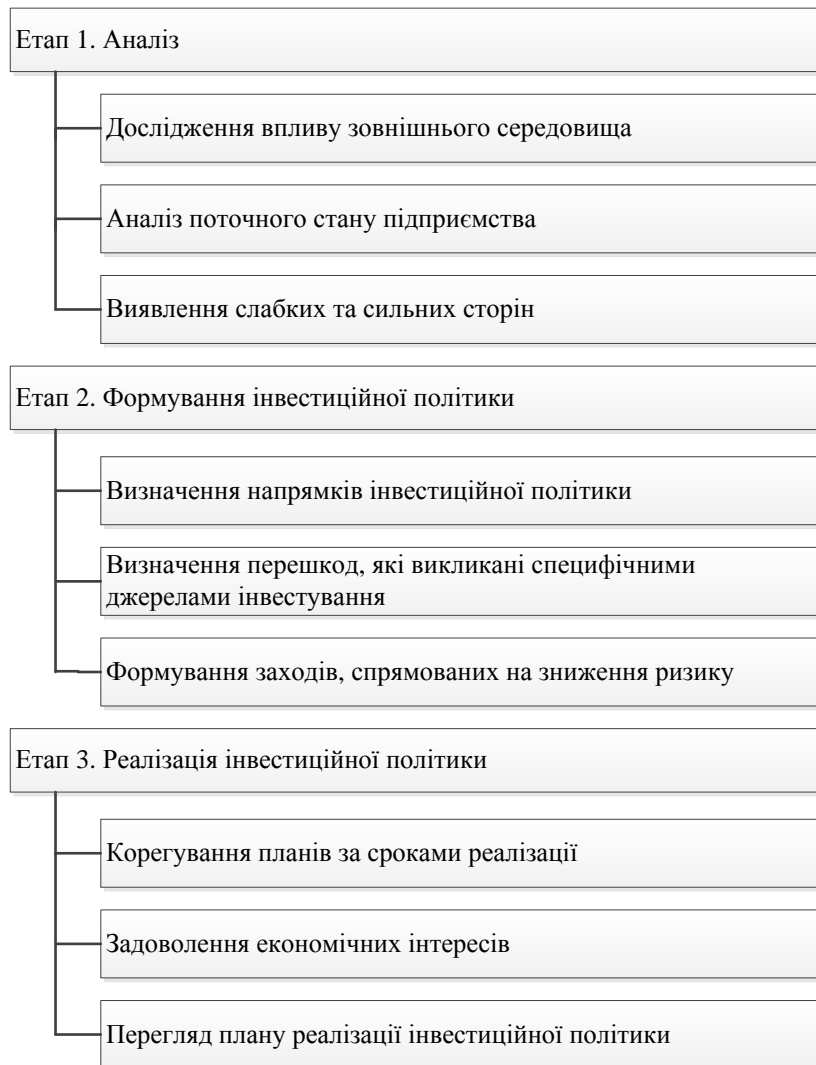 Етап 1. Аналіз
Дослідження впливу зовнішнього середовища
Аналіз поточного стану підприємства
Виявлення слабких та сильних сторін
Етап 2. Формування інвестиційної політики
Визначення напрямків інвестиційної політики
Визначення перешкод, які викликані специфічними
джерелами інвестування
Формування заходів, спрямованих на зниження ризику
Етап 3. Реалізація інвестиційної політики
Корегування планів за сроками реалізації
Задоволення економічних інтересів
Перегляд плану реалізації інвестиційної політики